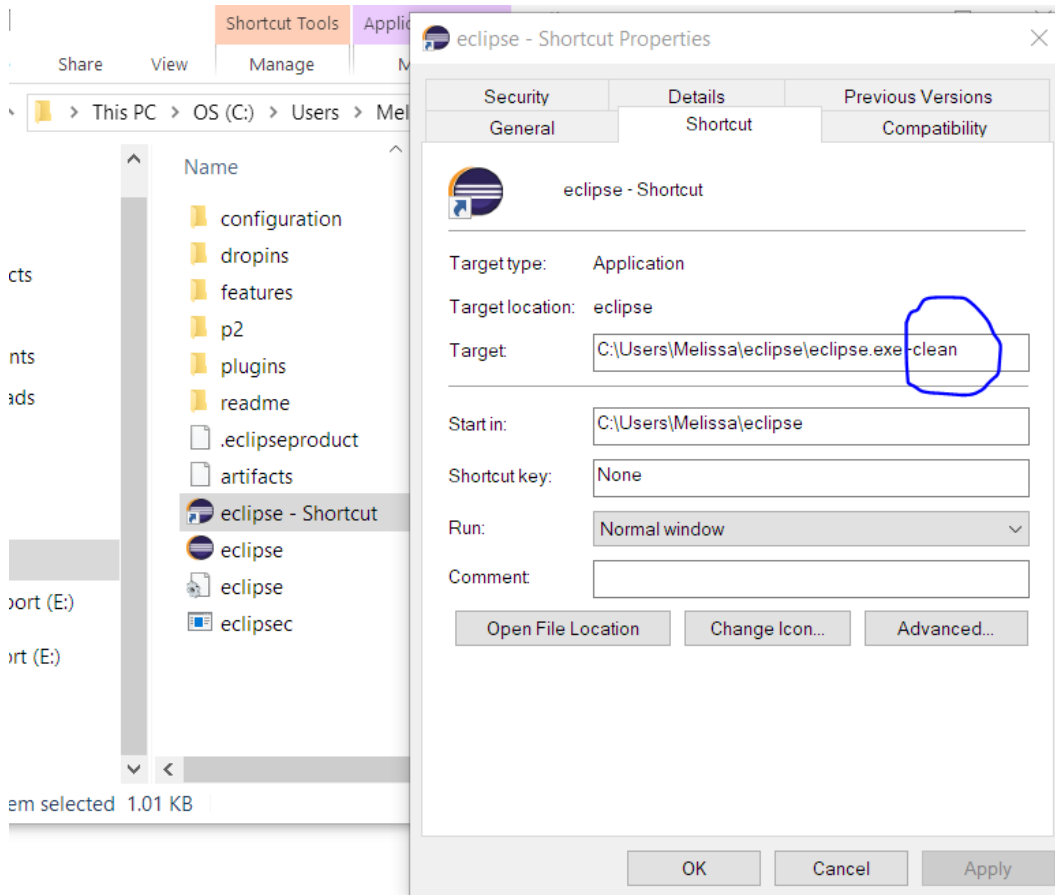 Shortcut Tools Applic
Share View Manage M
This PC > OS (C:) > Users > Mel
Name
configuration
dropins
features
p2
plugins
readme
.eclipseproduct
artifacts
eclipse - Shortcut
eclipse
eclipse
eclipsec
cts
nts
ads
port (E:)
ort (E:)
em selected 1.01 KB
eclipse - Shortcut Properties
Security Details Previous Versions
General Shortcut Compatibility
eclipse - Shortcut
Target type: Application
Target location: eclipse
Target: C:\Users\Melissa\eclipse\eclipse.exe -clean
Start in: C:\Users\Melissa\eclipse
Shortcut key: None
Run: Normal window
Comment:
Open File Location Change Icon... Advanced...
OK Cancel Apply